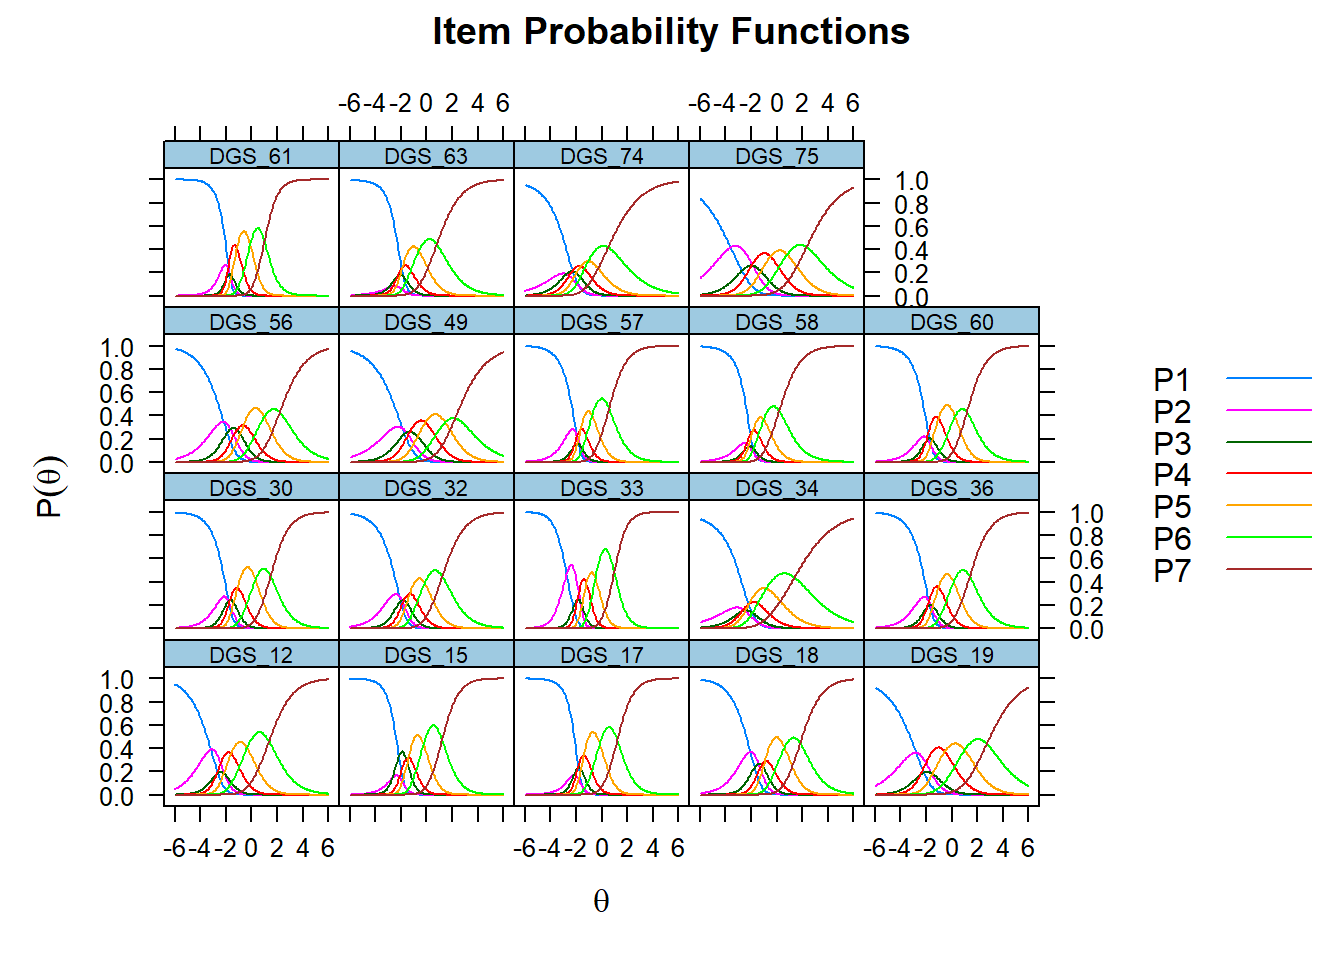 Item Probability Functions
-6 -4 -2 0 2 4 6 -6 -4 -2 0 2 4 6
DGS_61 DGS_63 DGS_74 DGS_75
1.0
0.8
0.6
0.4
0.2
0.0
DGS_56 DGS_49 DGS_57 DGS_58 DGS_60
1.0
0.8
0.6
0.4
0.2
0.0
DGS_30 DGS_32 DGS_33 DGS_34 DGS_36
1.0
0.8
0.6
0.4
0.2
0.0
DGS_12 DGS_15 DGS_17 DGS_18 DGS_19
1.0
0.8
0.6
0.4
0.2
0.0
-6 -4 -2 0 2 4 6 -6 -4 -2 0 2 4 6 -6 -4 -2 0 2 4 6
θ
P(θ)
P1
P2
P3
P4
P5
P6
P7